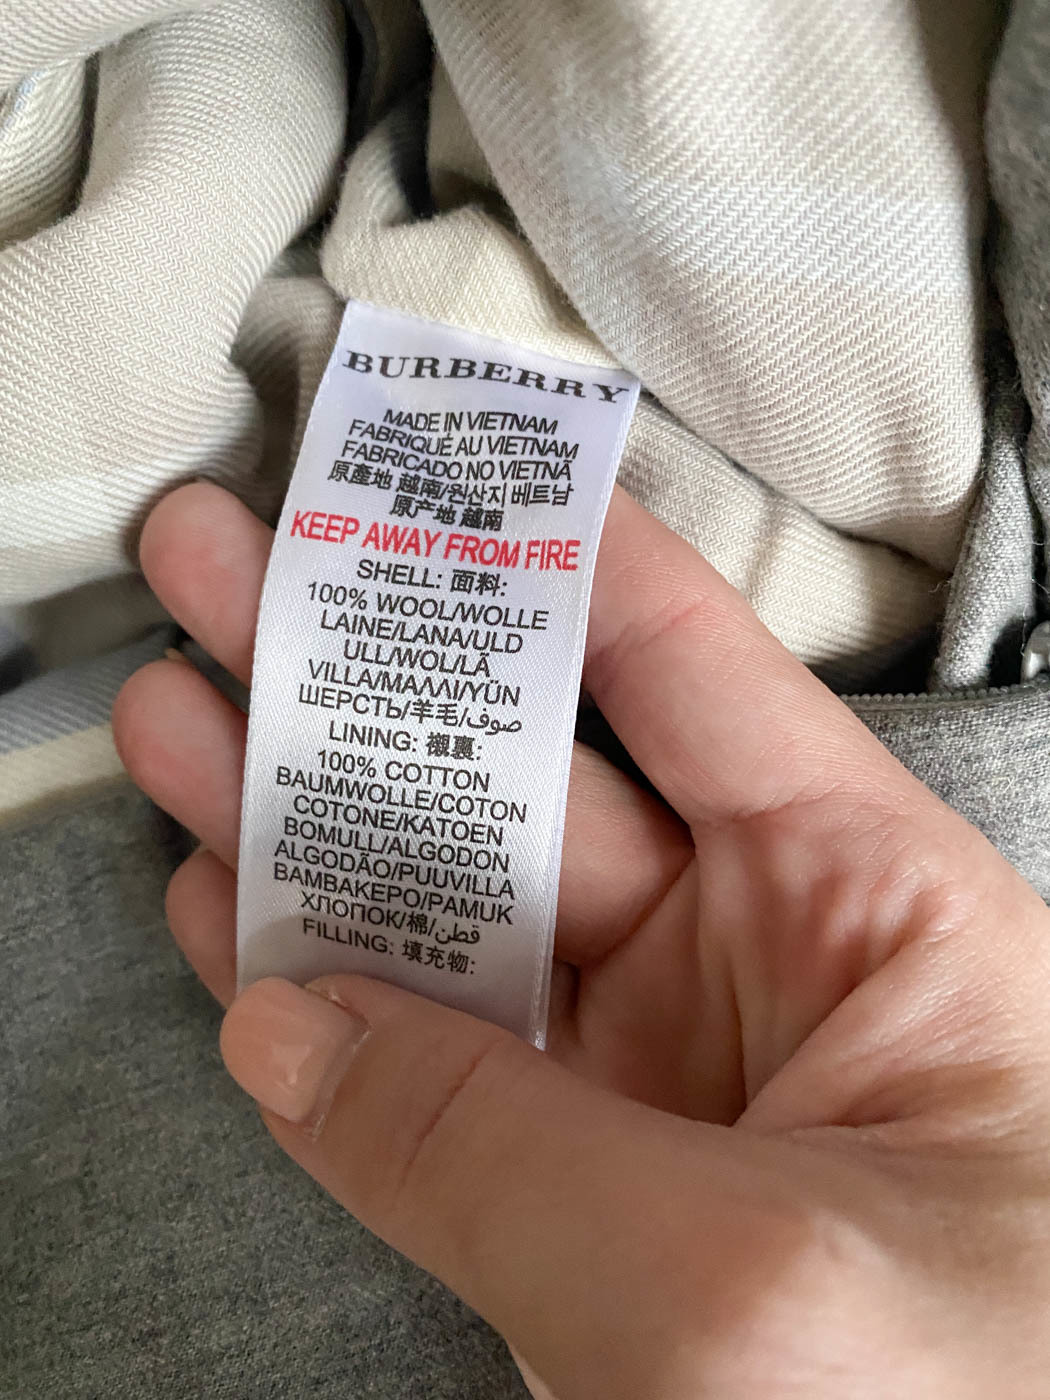 BURBERRY
MADE IN VIETNAM
FABRIQUÉ AU VIETNAM
FABRICADO NO VIETNÃ
原產地 越南/원산지 베트남
原产地 越南
KEEP AWAY FROM FIRE
SHELL: 面料:
100% WOOL/WOLLE
LAINE/LANA/ULD
ULL/WOL/LÃ
VILLA/ΜΑΛΛΙ/YÜN
ШЕРСТЬ/羊毛/صوف
LINING: 襯裏:
100% COTTON
BAUMWOLLE/COTON
COTONE/KATOEN
BOMULL/ALGODON
ALGODÃO/PUUVILLA
BAMBAKEPO/PAMUK
ХЛОПОК/棉/قطن
FILLING: 填充物: